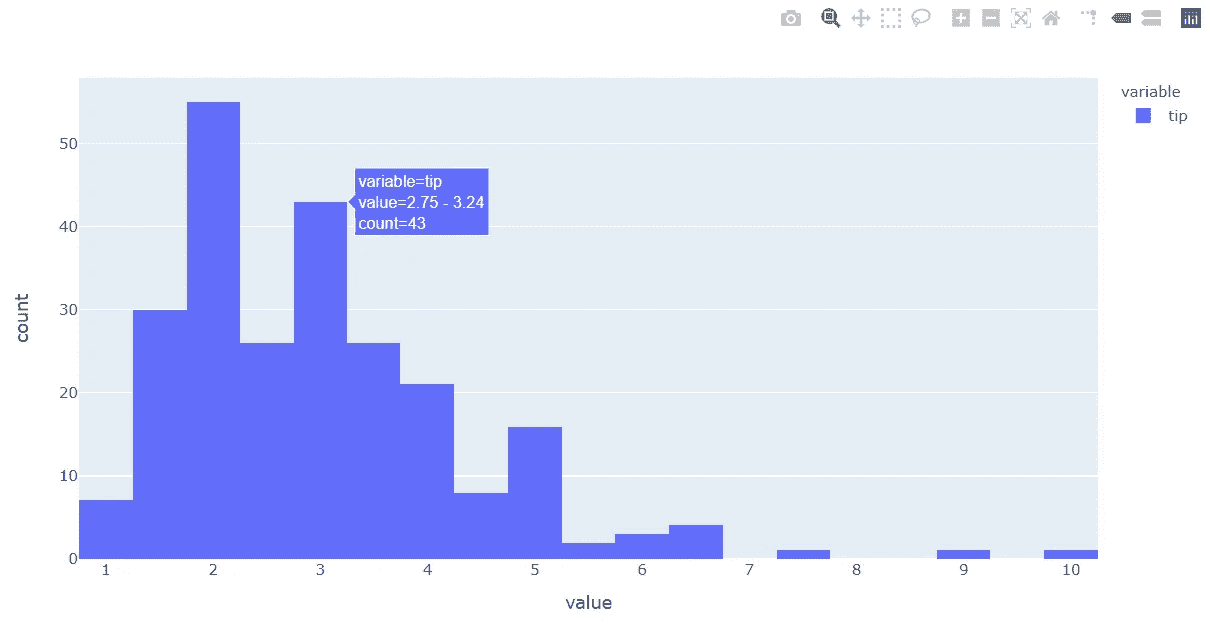 variable
tip
50
40
30
20
10
0
count
variable=tip
value=2.75 - 3.24
count=43
1 2 3 4 5 6 7 8 9 10
value